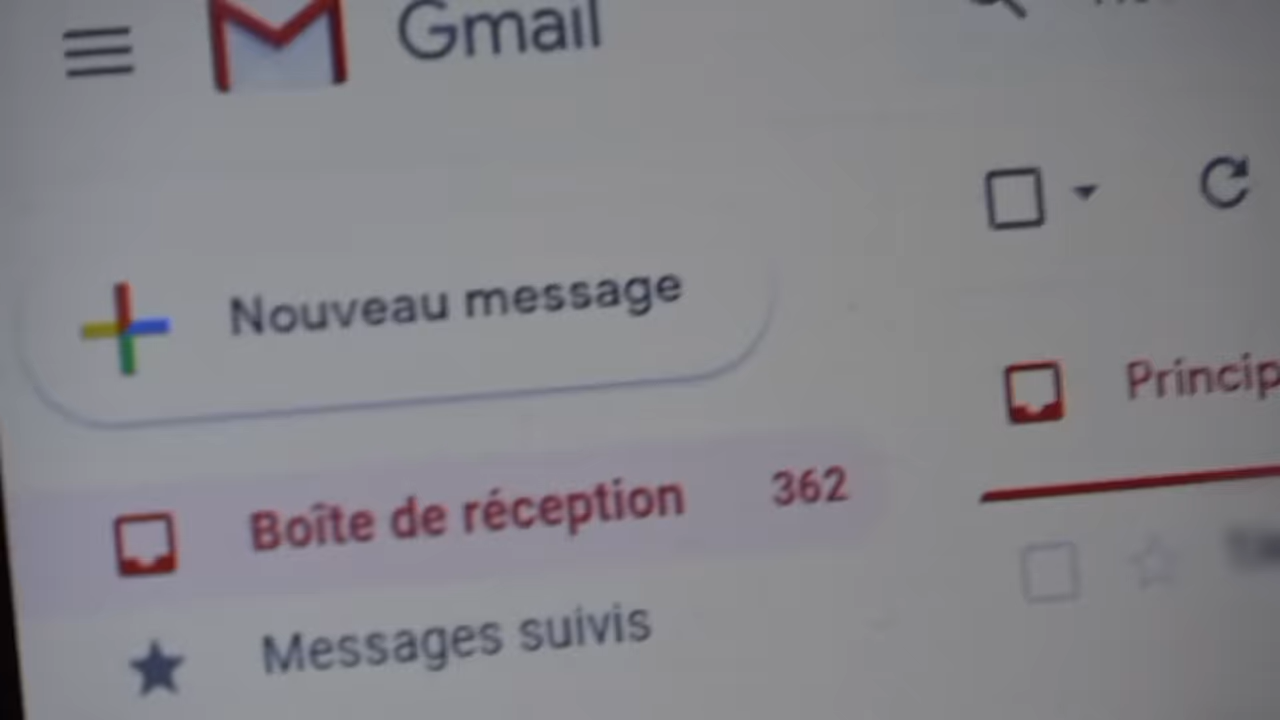 Gmail
Nouveau message
Princip
Boîte de réception 362
Messages suivis